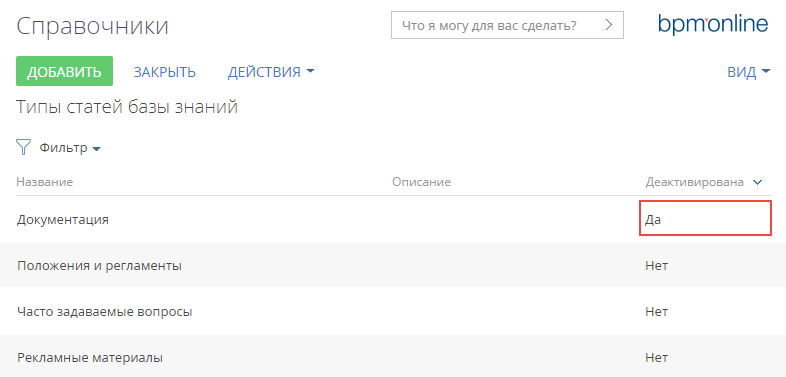 Справочники
Что я могу для вас сделать?
bpm'online
ДОБАВИТЬ ЗАКРЫТЬ ДЕЙСТВИЯ ВИД
Типы статей базы знаний
Фильтр
Название Описание Деактивирована
Документация Да
Положения и регламенты Нет
Часто задаваемые вопросы Нет
Рекламные материалы Нет